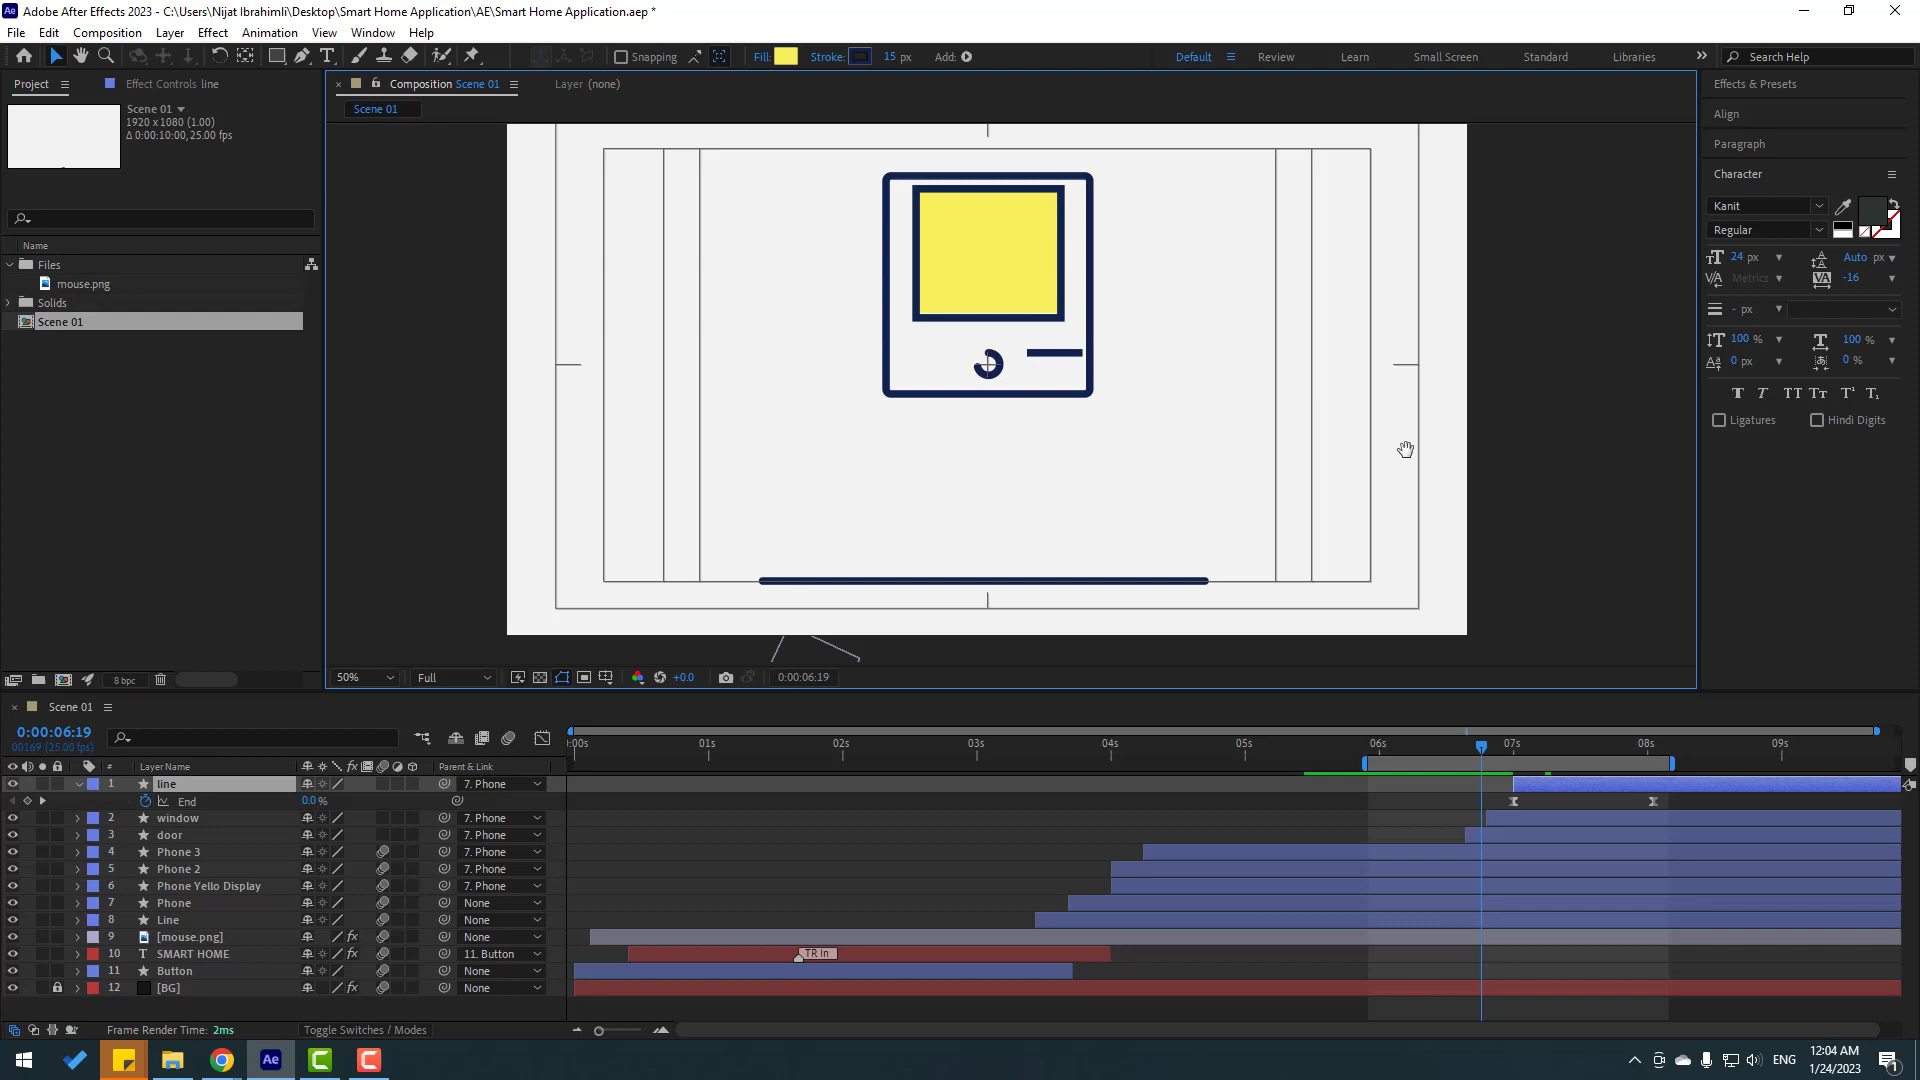 Adobe After Effects 2023 - C:\Users\Nijat Ibrahimli\Desktop\Smart Home Application\AE\Smart Home Application.aep *
File Edit Composition Layer Effect Animation View Window Help
Snapping Fill: Stroke: 15 px Add: Default Review Learn Small Screen Standard Libraries Search Help
Project Effect Controls line
Composition Scene 01 Layer (none)
Effects & Presets
Scene 01
1920 x 1080 (1.00)
Δ 0:00:10:00, 25.00 fps
Scene 01
Align
Paragraph
Character
Kanit
Regular
24 px Auto px
Metrics -16
- px
100 % 100 %
0 px 0 %
Ligatures Hindi Digits
Name
Files
mouse.png
Solids
Scene 01
8 bpc
50% Full +0.0 0:00:06:19
Scene 01
0:00:06:19
00169 (25.00 fps)
:00s 01s 02s 03s 04s 05s 06s 07s 08s 09s
# Layer Name fx Parent & Link
1 line 7. Phone
End 0.0 %
2 window 7. Phone
3 door 7. Phone
4 Phone 3 7. Phone
5 Phone 2 7. Phone
6 Phone Yello Display 7. Phone
7 Phone None
8 Line None
9 [mouse.png] fx None
10 T SMART HOME 11. Button TR In
11 Button None
12 [BG] fx None
Frame Render Time: 2ms Toggle Switches / Modes
Ae C C ENG 12:04 AM
1/24/2023 1